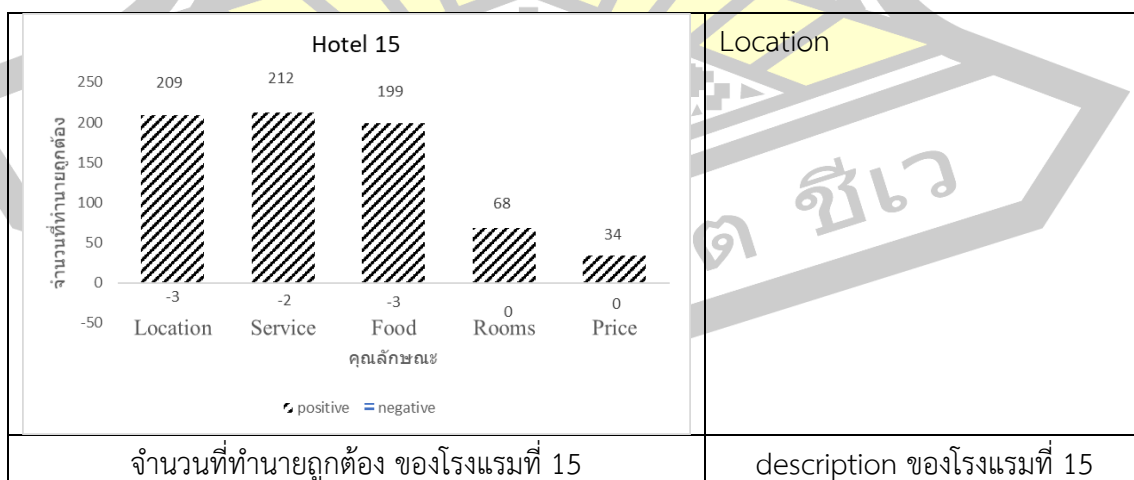 Hotel 15
Location
250
200
150
100
50
0
-50
จำนวนที่ทำนายถูกต้อง
209
212
199
68
34
-3
-2
-3
0
0
Location Service Food Rooms Price
คุณลักษณะ
positive negative
ต ชีเว
จำนวนที่ทำนายถูกต้อง ของโรงแรมที่ 15
description ของโรงแรมที่ 15